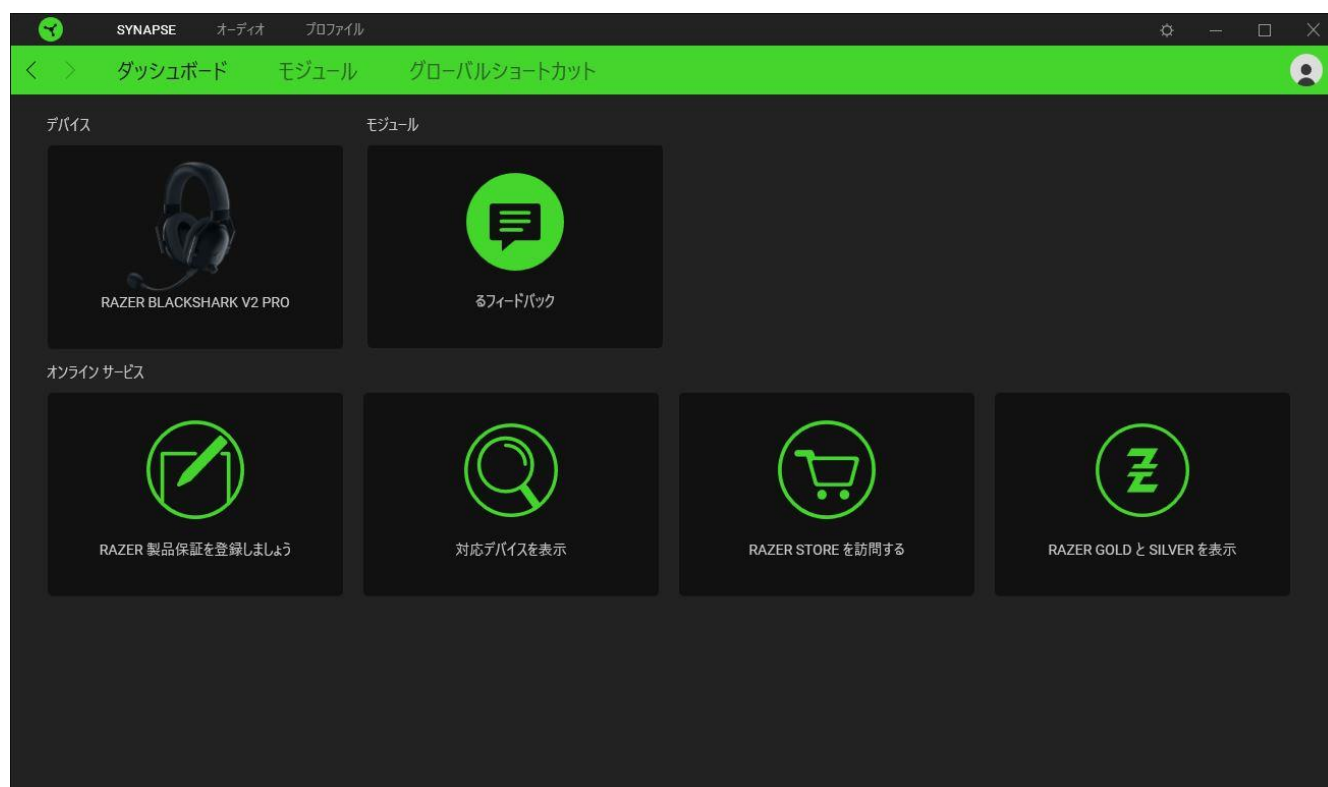 SYNAPSE オーディオ プロファイル
ダッシュボード モジュール グローバルショートカット
デバイス モジュール
RAZER BLACKSHARK V2 PRO
るフィードバック
オンライン サービス
RAZER 製品保証を登録しましょう
対応デバイスを表示
RAZER STORE を訪問する
RAZER GOLD と SILVER を表示